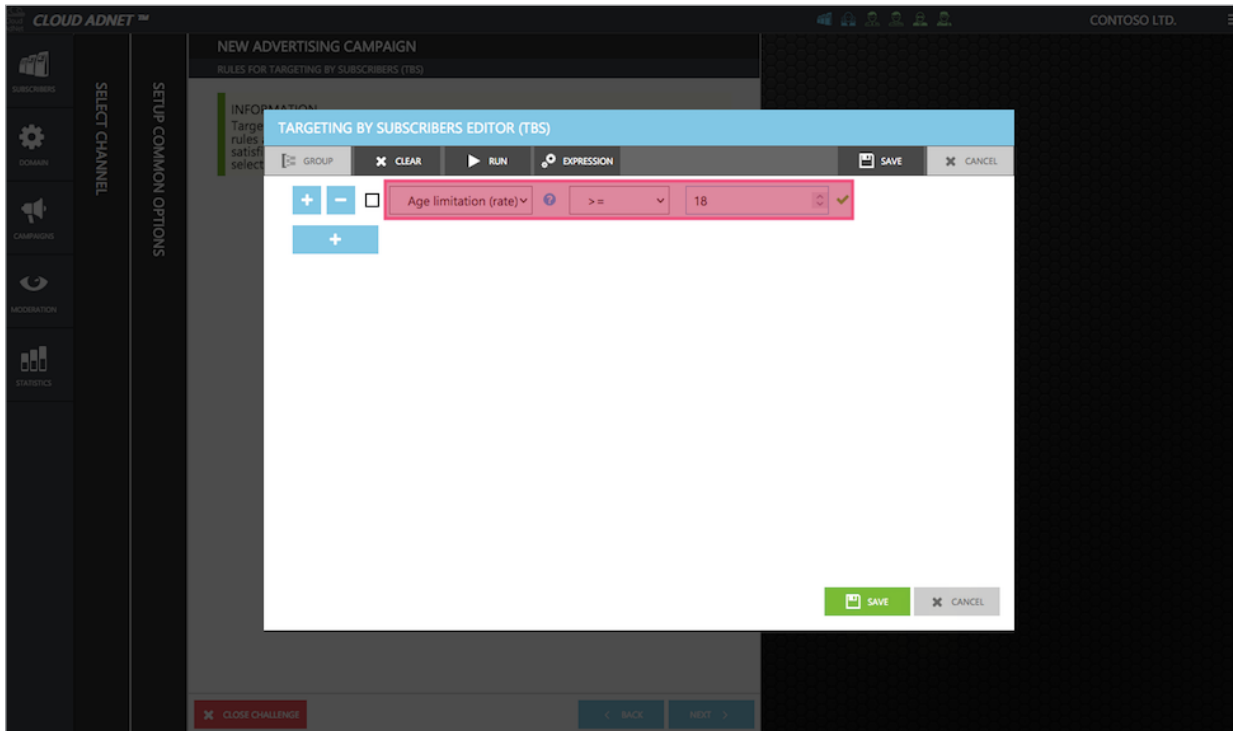 CLOUD ADNET ™
CONTOSO LTD.
SUBSCRIBERS
DOMAIN
CAMPAIGNS
MODERATION
STATISTICS
SELECT CHANNEL
SETUP COMMON OPTIONS
NEW ADVERTISING CAMPAIGN
RULES FOR TARGETING BY SUBSCRIBERS (TBS)
INFORMATION
Targe
rules
satisfi
select
TARGETING BY SUBSCRIBERS EDITOR (TBS)
GROUP CLEAR RUN EXPRESSION SAVE CANCEL
+ − Age limitation (rate) ? >= 18
+
SAVE CANCEL
CLOSE CHALLENGE BACK NEXT